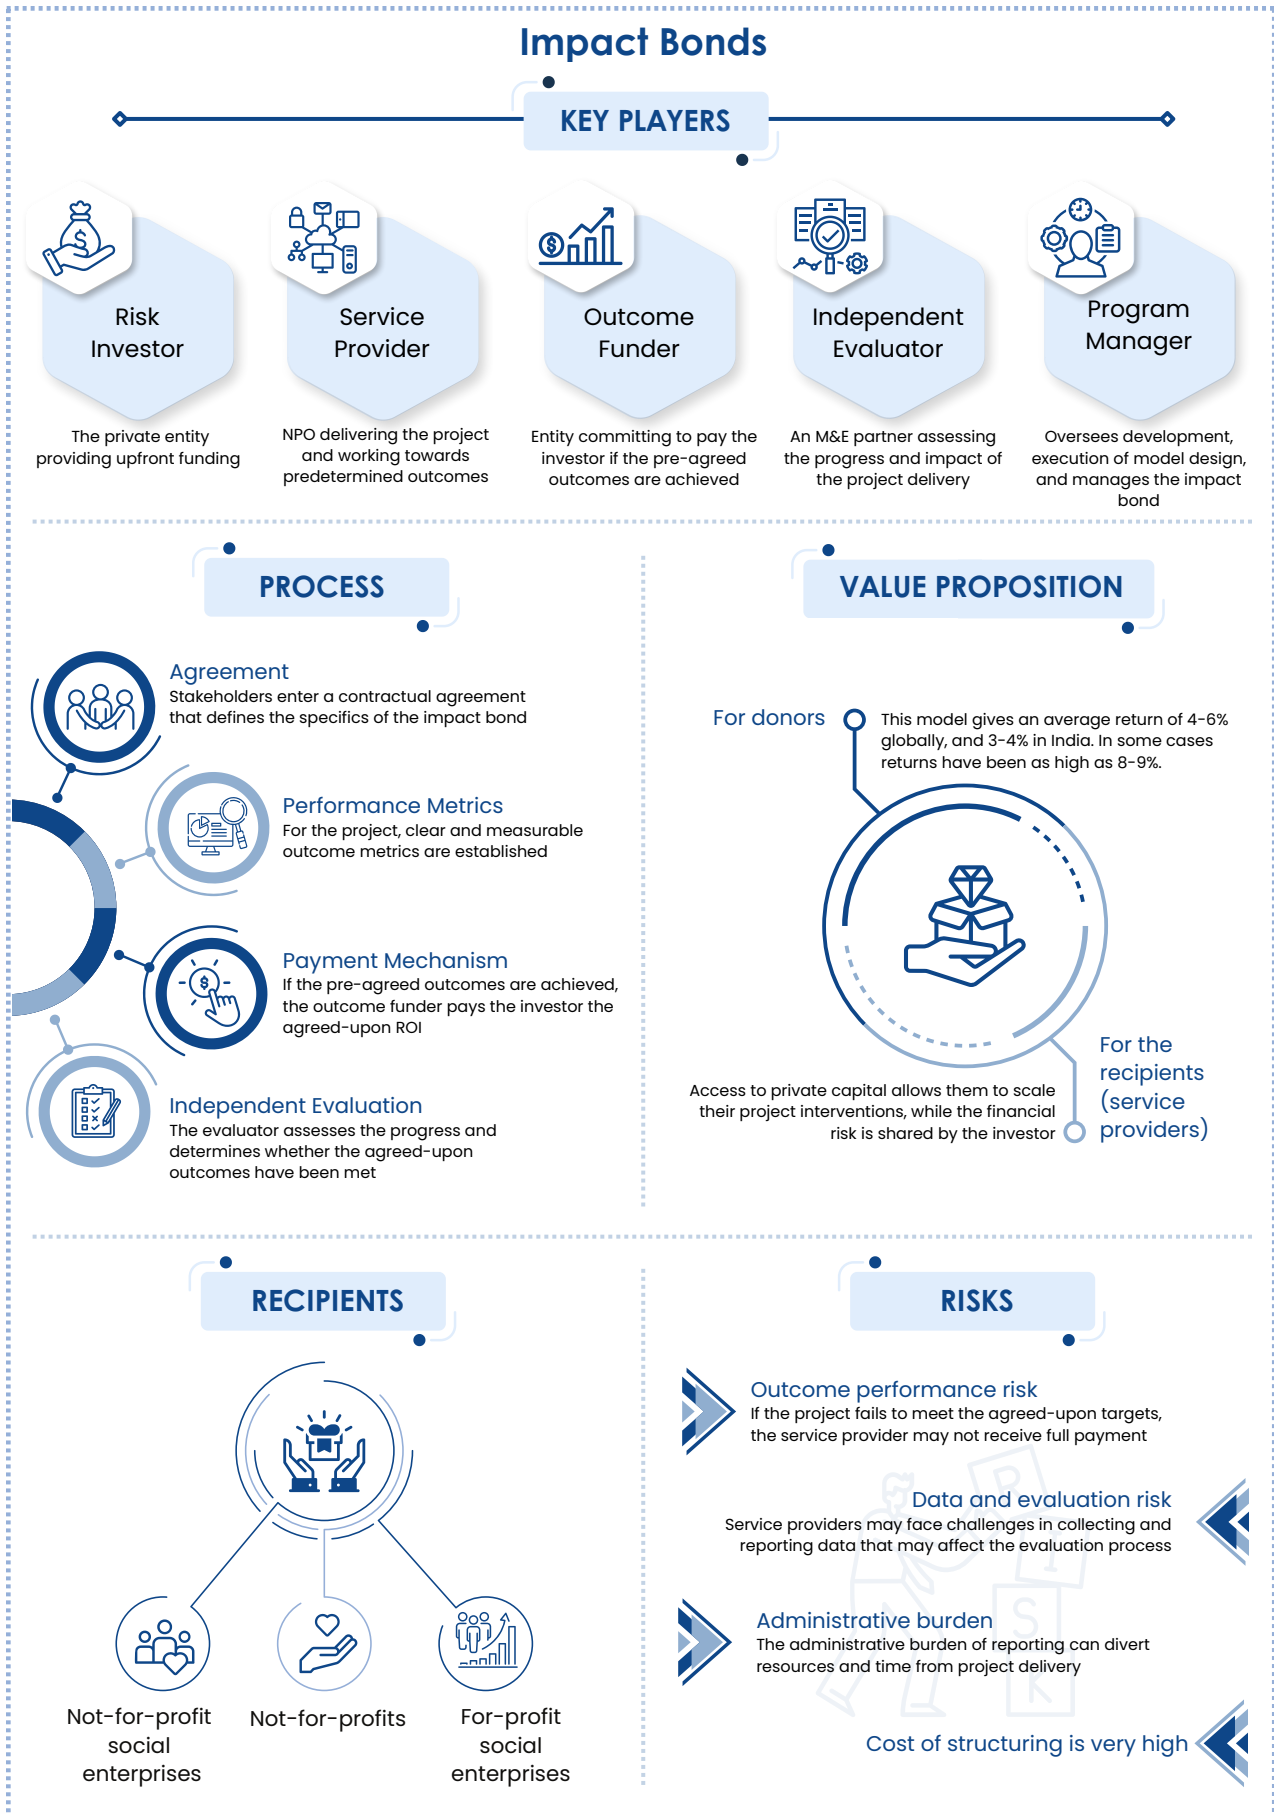 Impact Bonds
KEY PLAYERS
Risk
Investor
The private entity
providing upfront funding
Service
Provider
NPO delivering the project
and working towards
predetermined outcomes
Outcome
Funder
Entity committing to pay the
investor if the pre-agreed
outcomes are achieved
Independent
Evaluator
An M&E partner assessing
the progress and impact of
the project delivery
Program
Manager
Oversees development,
execution of model design,
and manages the impact
bond
PROCESS
Agreement
Stakeholders enter a contractual agreement
that defines the specifics of the impact bond
Performance Metrics
For the project, clear and measurable
outcome metrics are established
Payment Mechanism
If the pre-agreed outcomes are achieved,
the outcome funder pays the investor the
agreed-upon ROI
Independent Evaluation
The evaluator assesses the progress and
determines whether the agreed-upon
outcomes have been met
VALUE PROPOSITION
For donors
This model gives an average return of 4-6%
globally, and 3-4% in India. In some cases
returns have been as high as 8-9%.
For the
recipients
(service
providers)
Access to private capital allows them to scale
their project interventions, while the financial
risk is shared by the investor
RECIPIENTS
Not-for-profit
social
enterprises
Not-for-profits
For-profit
social
enterprises
RISKS
Outcome performance risk
If the project fails to meet the agreed-upon targets,
the service provider may not receive full payment
Data and evaluation risk
Service providers may face challenges in collecting and
reporting data that may affect the evaluation process
Administrative burden
The administrative burden of reporting can divert
resources and time from project delivery
Cost of structuring is very high
R
I
S
K